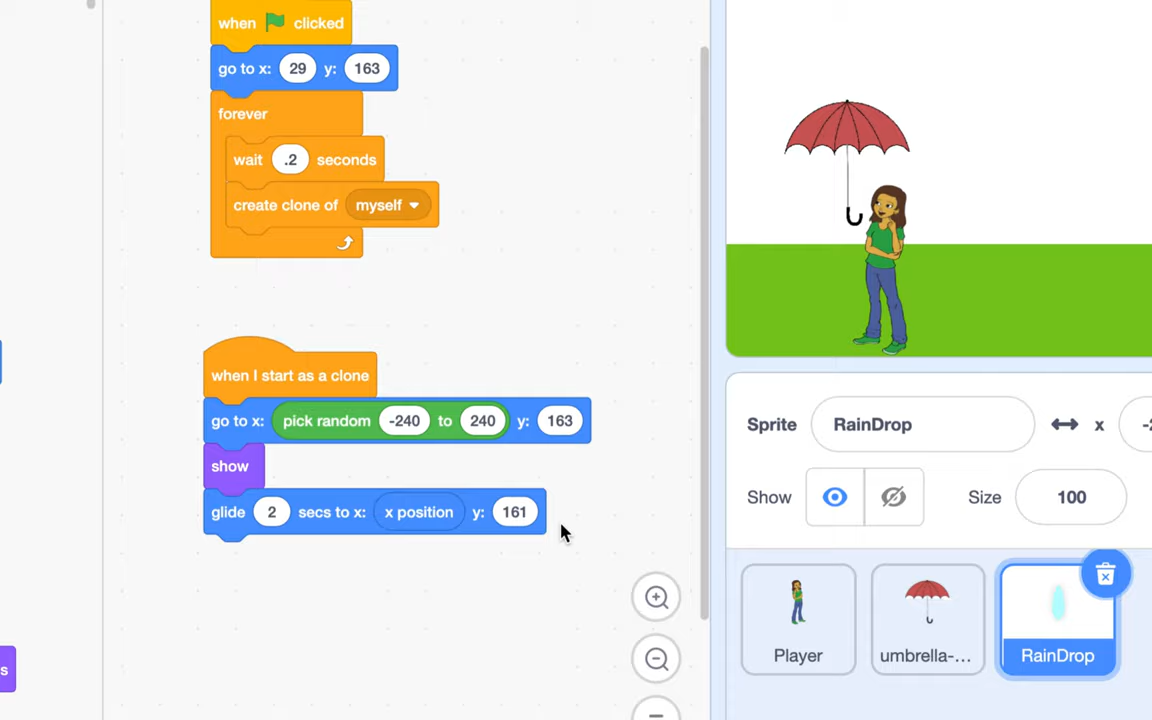 when clicked
go to x: 29 y: 163
forever
wait .2 seconds
create clone of myself
when I start as a clone
go to x: pick random -240 to 240 y: 163
show
glide 2 secs to x: x position y: 161
s
Sprite RainDrop x
Show Size 100
Player umbrella-... RainDrop